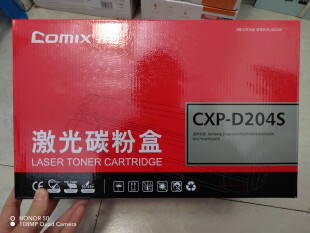 Comix
CXP-D204S
激光碳粉盒
LASER TONER CARTRIDGE
HONOR 50
108MP Quad Camera